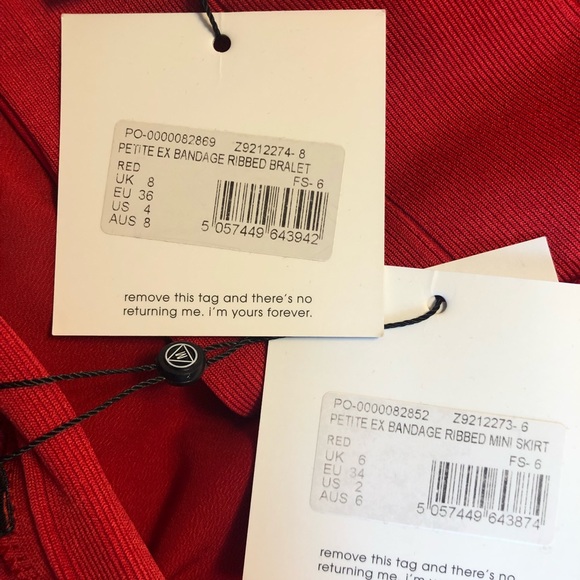 PO-0000082869 Z9212274- 8
PETITE EX BANDAGE RIBBED BRALET
RED
UK 8 FS- 6
EU 36
US 4
AUS 8
5 057449 643942
remove this tag and there's no
returning me. i'm yours forever.
PO-0000082852 Z9212273- 6
PETITE EX BANDAGE RIBBED MINI SKIRT
RED
UK 6 FS- 6
EU 34
US 2
AUS 6
5 057449 643874
remove this tag and there's no
returning me. i'm yours